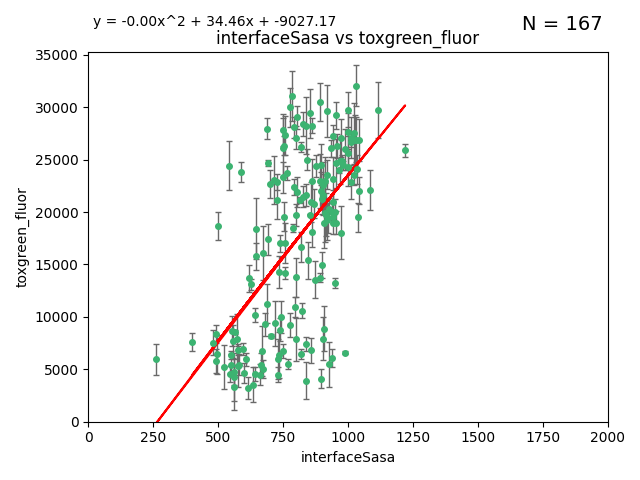 y = -0.00x^2 + 34.46x + -9027.17
N = 167
interfaceSasa vs toxgreen_fluor
35000
30000
25000
20000
15000
10000
5000
0
toxgreen_fluor
0 250 500 750 1000 1250 1500 1750 2000
interfaceSasa